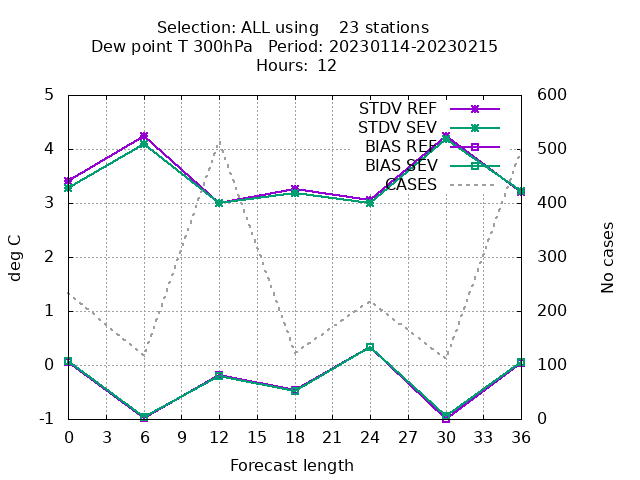 Selection: ALL using    23 stations
Dew point T 300hPa   Period: 20230114-20230215
Hours: 12
STDV REF
STDV SEV
BIAS REF
BIAS SEV
CASES
deg C
5
4
3
2
1
0
-1
600
500
400
300
200
100
0
No cases
0 3 6 9 12 15 18 21 24 27 30 33 36
Forecast length